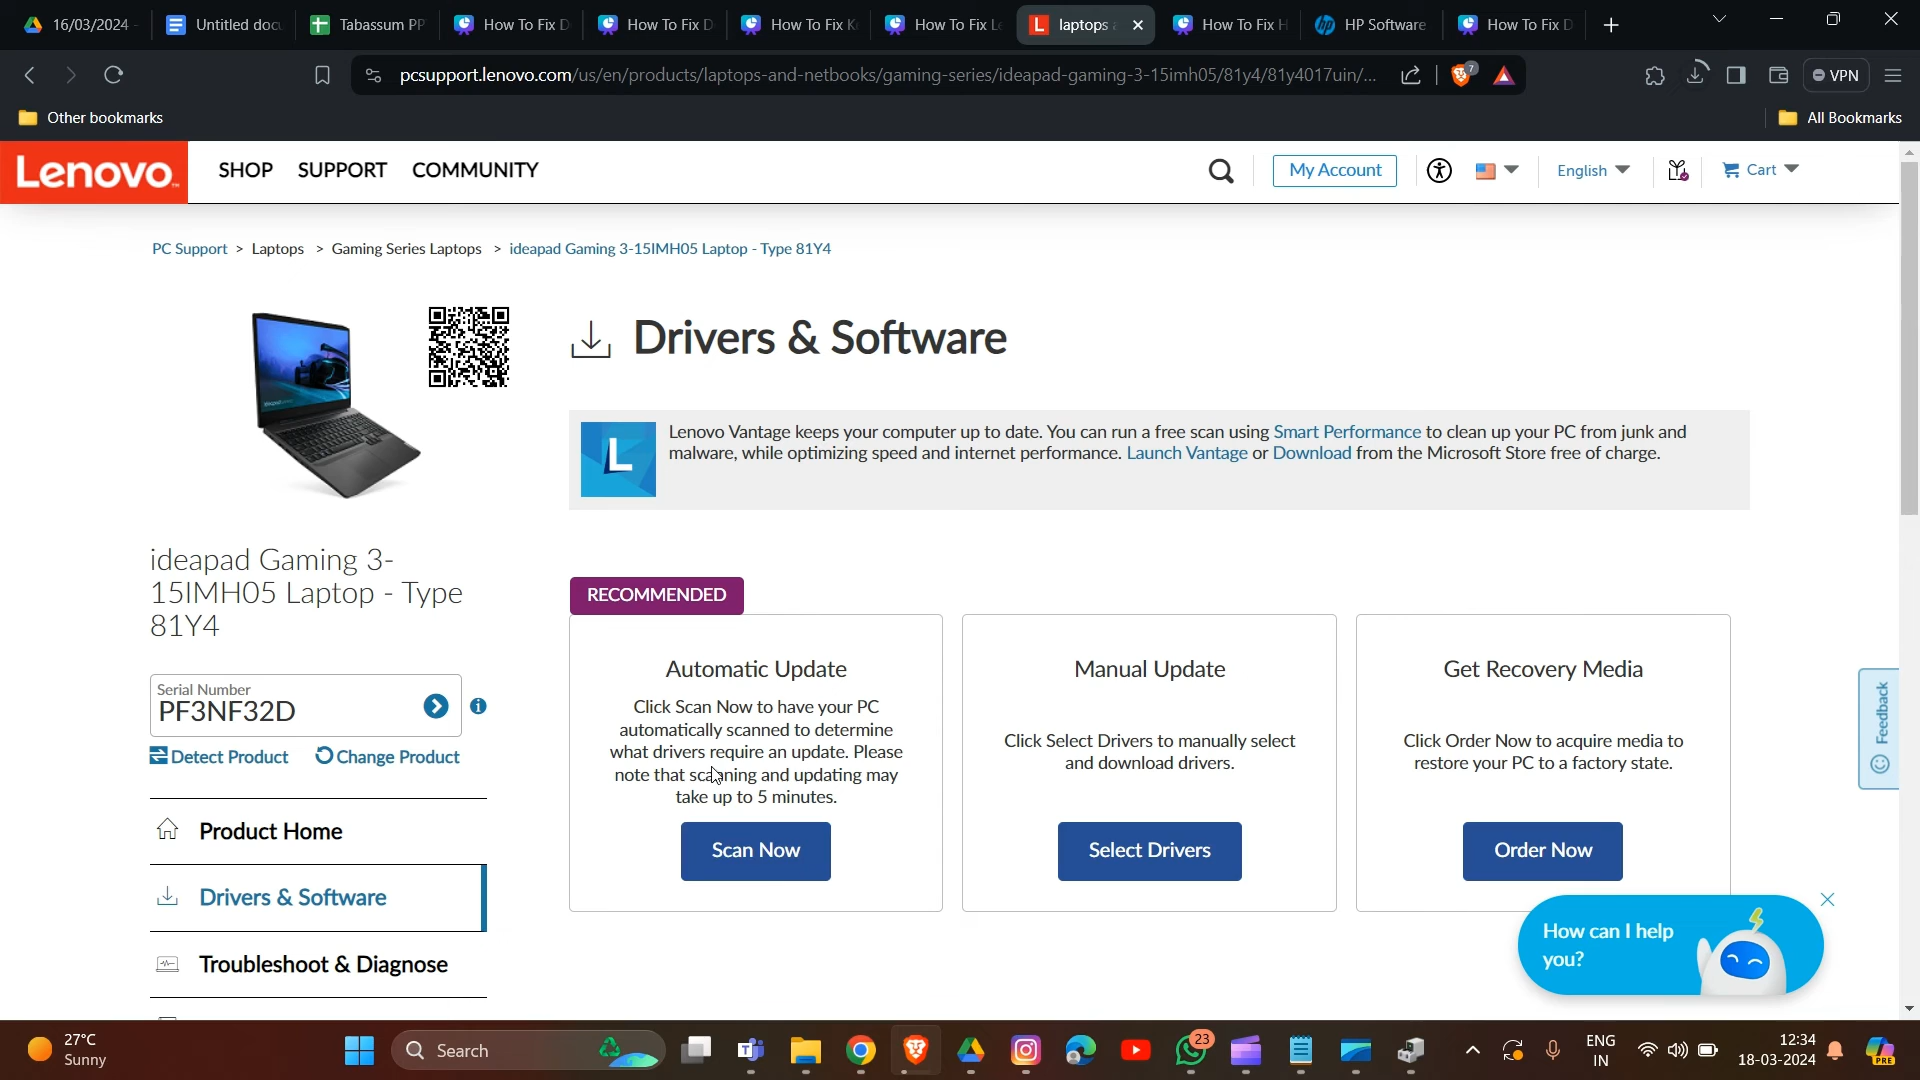 16/03/2024
Untitled docu
Tabassum PP
How To Fix D
How To Fix D
How To Fix K
How To Fix Le
laptops
How To Fix H
HP Software
How To Fix D
pcsupport.lenovo.com/us/en/products/laptops-and-netbooks/gaming-series/ideapad-gaming-3-15imh05/81y4/81y4017uin/...
7
VPN
Other bookmarks
All Bookmarks
Lenovo
SHOP SUPPORT COMMUNITY
My Account
English
Cart
PC Support > Laptops > Gaming Series Laptops > ideapad Gaming 3-15IMH05 Laptop - Type 81Y4
Drivers & Software
L
Lenovo Vantage keeps your computer up to date. You can run a free scan using Smart Performance to clean up your PC from junk and
malware, while optimizing speed and internet performance. Launch Vantage or Download from the Microsoft Store free of charge.
ideapad Gaming 3-
15IMH05 Laptop - Type
81Y4
Serial Number
PF3NF32D
Detect Product
Change Product
Product Home
Drivers & Software
Troubleshoot & Diagnose
RECOMMENDED
Automatic Update
Click Scan Now to have your PC
automatically scanned to determine
what drivers require an update. Please
note that scanning and updating may
take up to 5 minutes.
Scan Now
Manual Update
Click Select Drivers to manually select
and download drivers.
Select Drivers
Get Recovery Media
Click Order Now to acquire media to
restore your PC to a factory state.
Order Now
Feedback
How can I help
you?
27°C
Sunny
Search
23
ENG
IN
12:34
18-03-2024
PRE